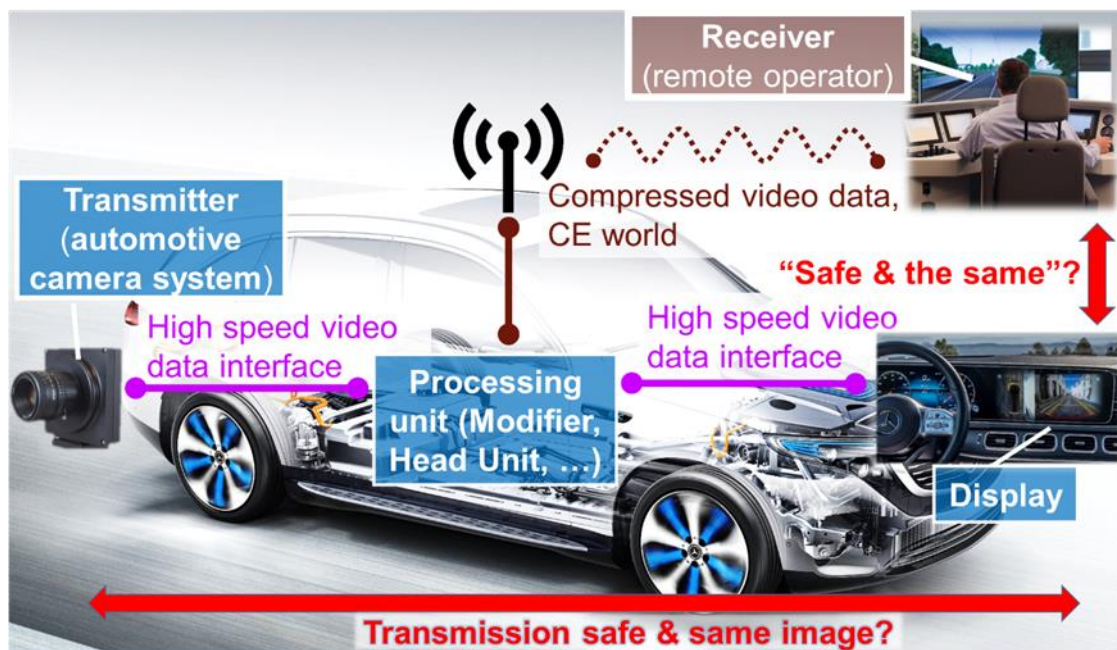 Receiver
(remote operator)
Transmitter
(automotive
camera system)
Compressed video data,
CE world
“Safe & the same”?
High speed video
data interface
High speed video
data interface
Processing
unit (Modifier,
Head Unit, …)
Display
Transmission safe & same image?